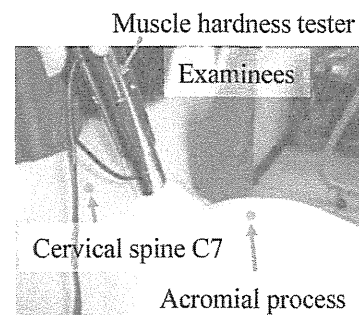 Muscle hardness tester
Examinees
Cervical spine C7
Acromial process